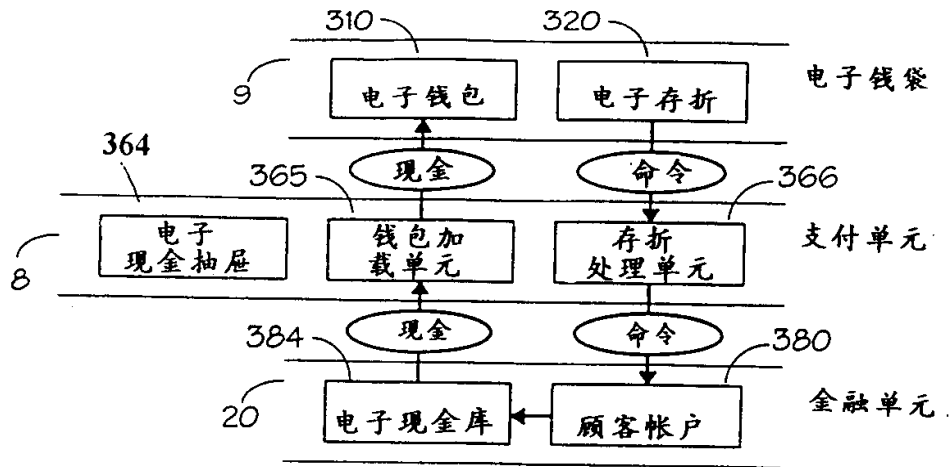 310
320
9
电子钱包
电子存折
电子钱袋
364
现金
命令
365
366
8
电子
现金抽屉
钱包加
载单元
存折
处理单元
支付单元
现金
命令
384
380
20
电子现金库
顾客帐户
金融单元